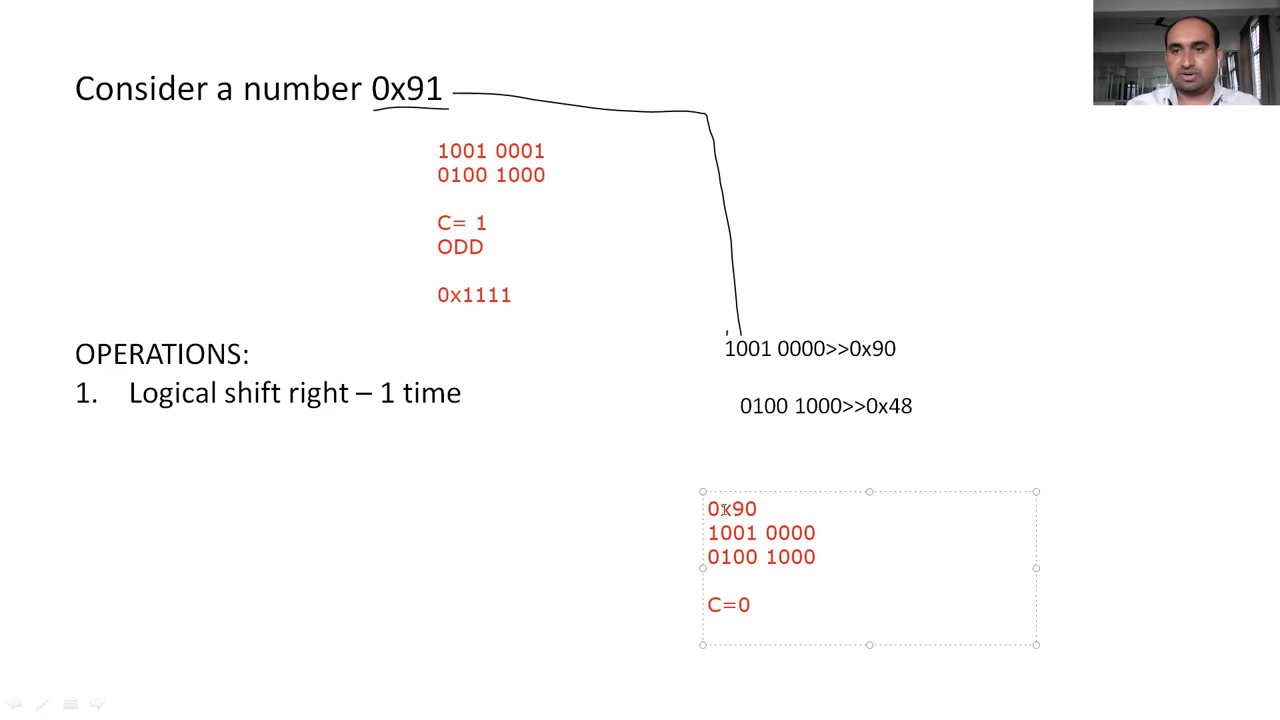 Consider a number 0x91
1001 0001
0100 1000
C= 1
ODD
0x1111
OPERATIONS:
1. Logical shift right – 1 time
1001 0000>>0x90
0100 1000>>0x48
0x90
1001 0000
0100 1000
C=0